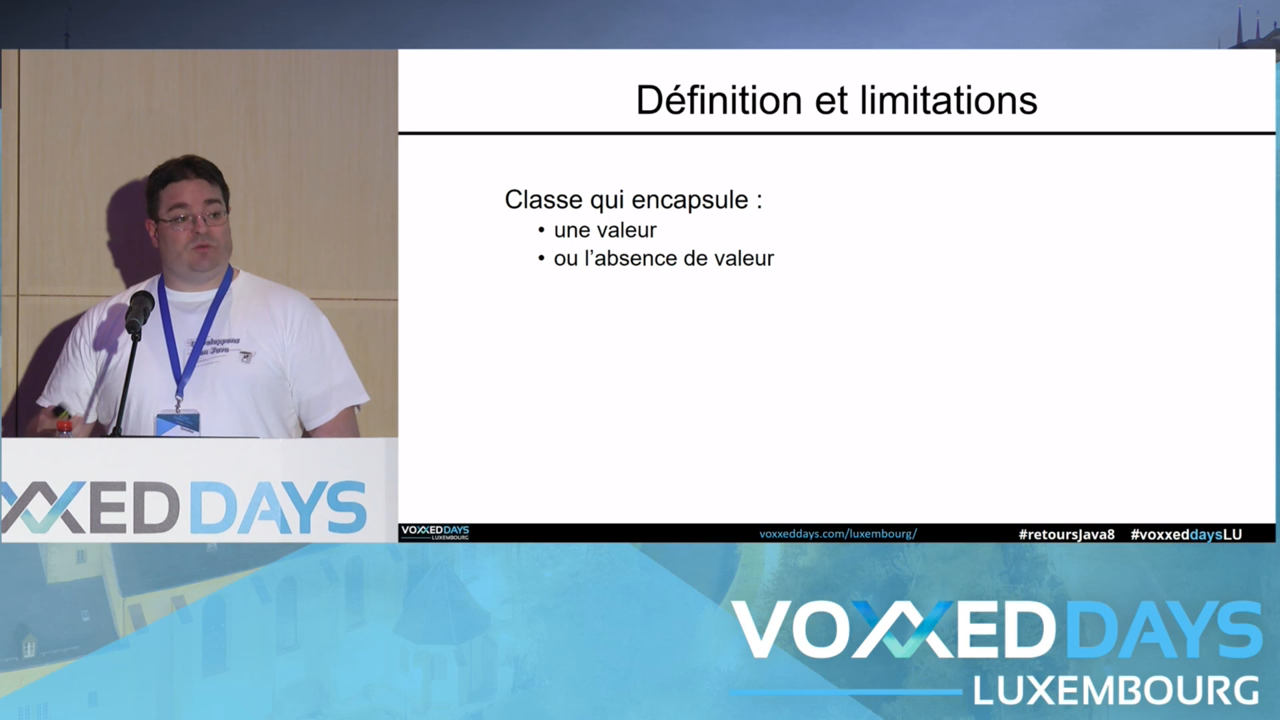 Définition et limitations
Classe qui encapsule :
• une valeur
• ou l’absence de valeur
XXED DAYS
VOXXED DAYS
LUXEMBOURG
voxxeddays.com/luxembourg/
#retoursJava8 #voxxeddaysLU
VOXXED DAYS
LUXEMBOURG